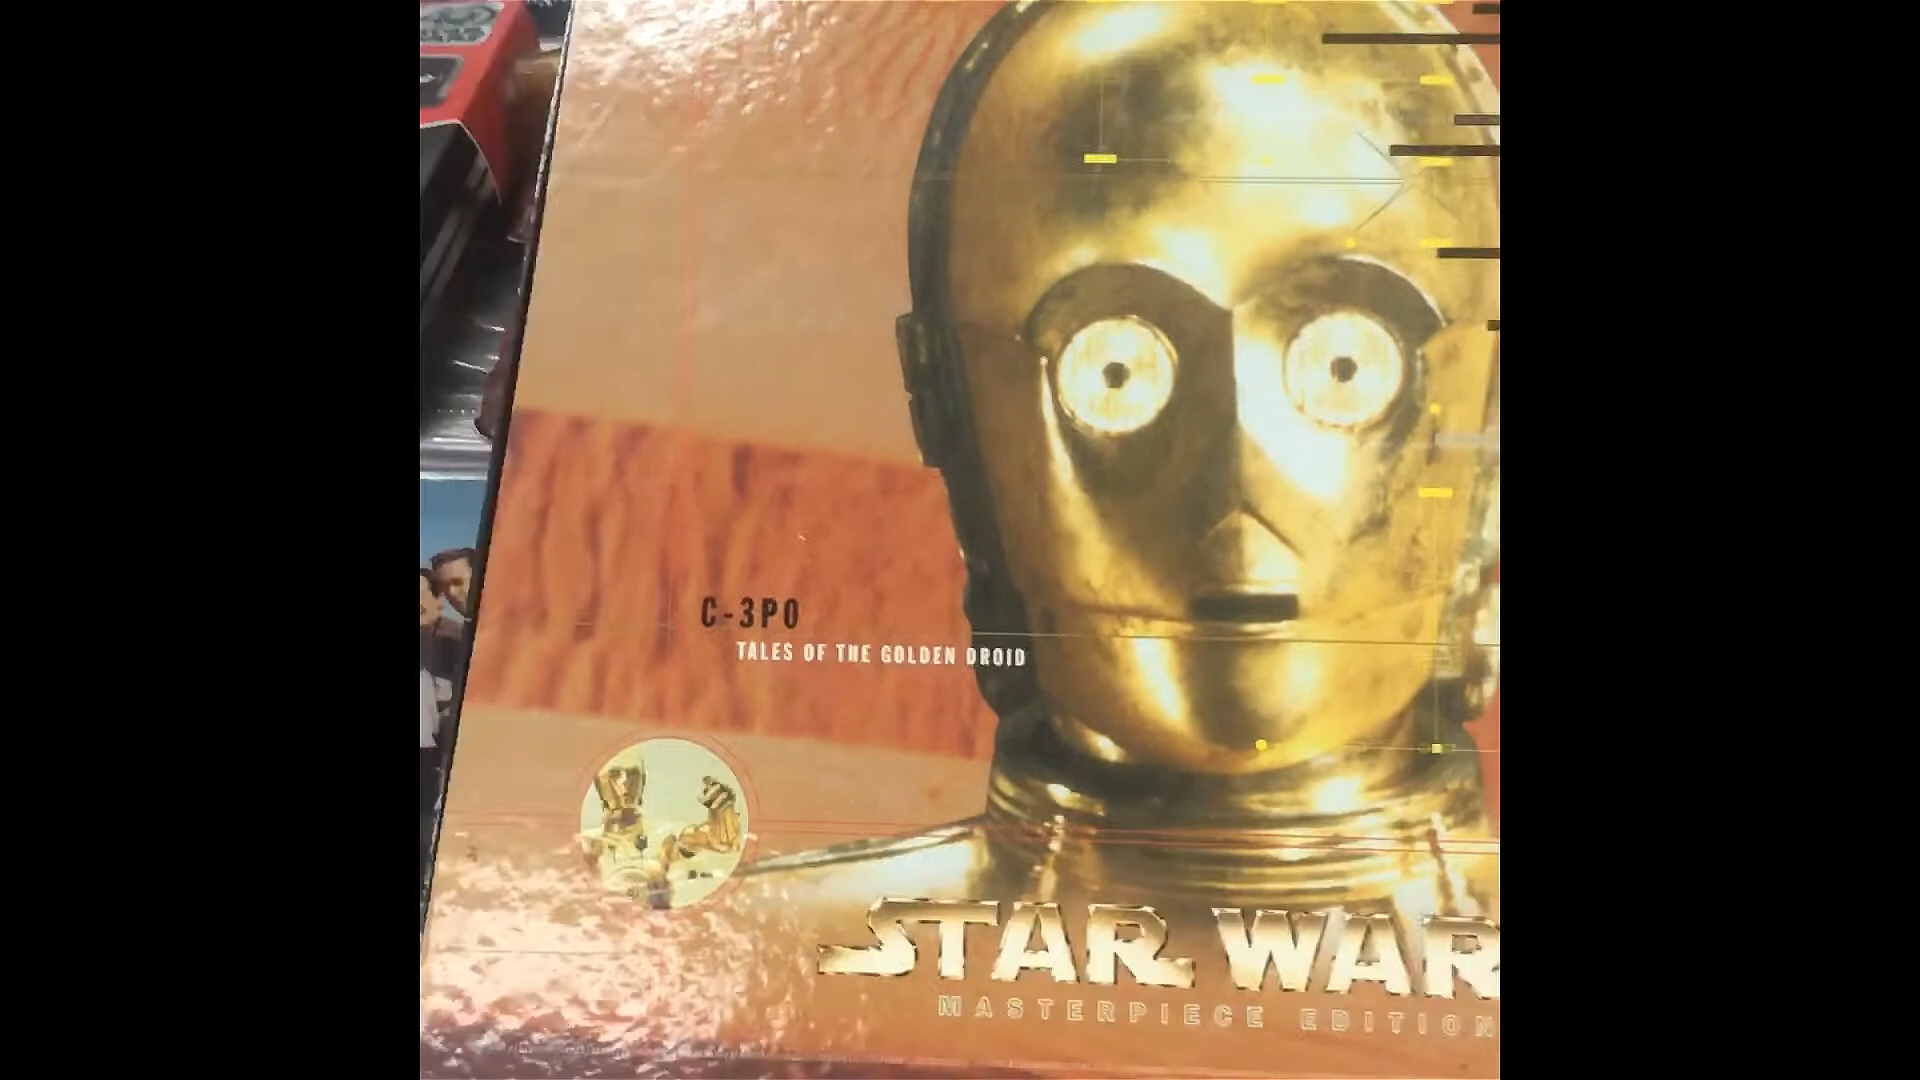 C-3PO
TALES OF THE GOLDEN DROID
STAR WAR
MASTERPIECE EDITION